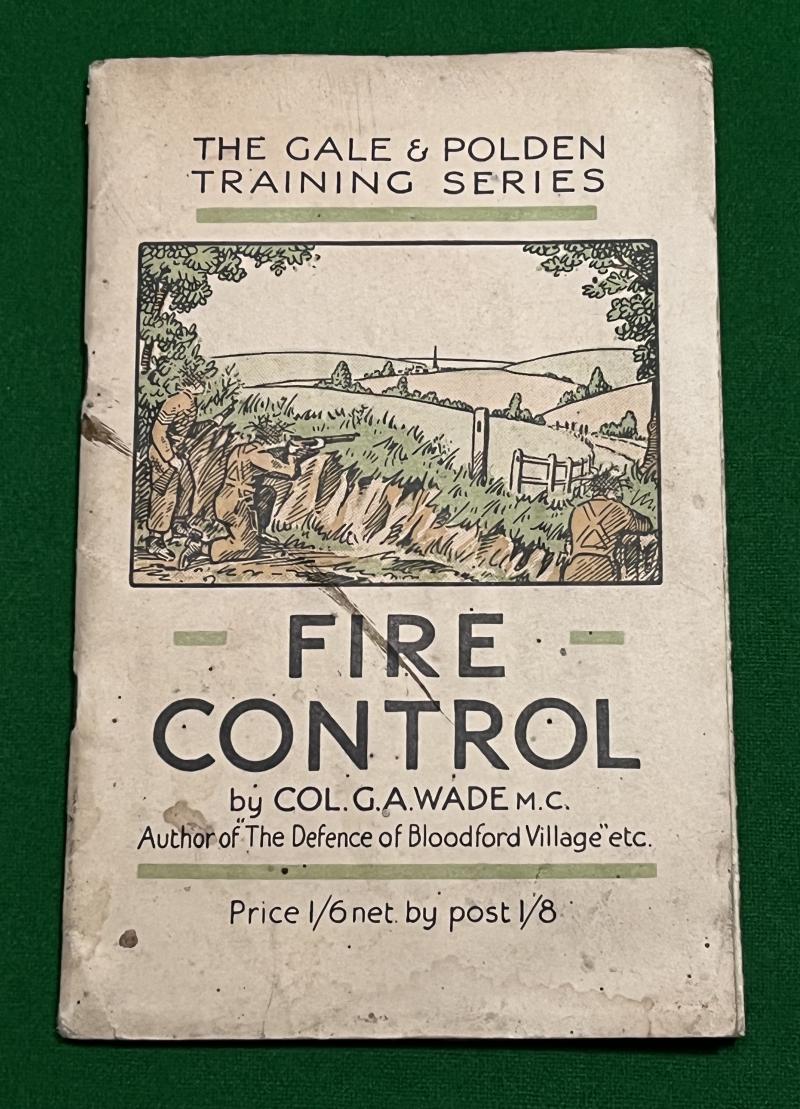 THE GALE & POLDEN
TRAINING SERIES
FIRE
CONTROL
by COL. G.A. WADE M.C.
Author of "The Defence of Bloodford Village" etc.
Price 1/6 net. by post 1/8